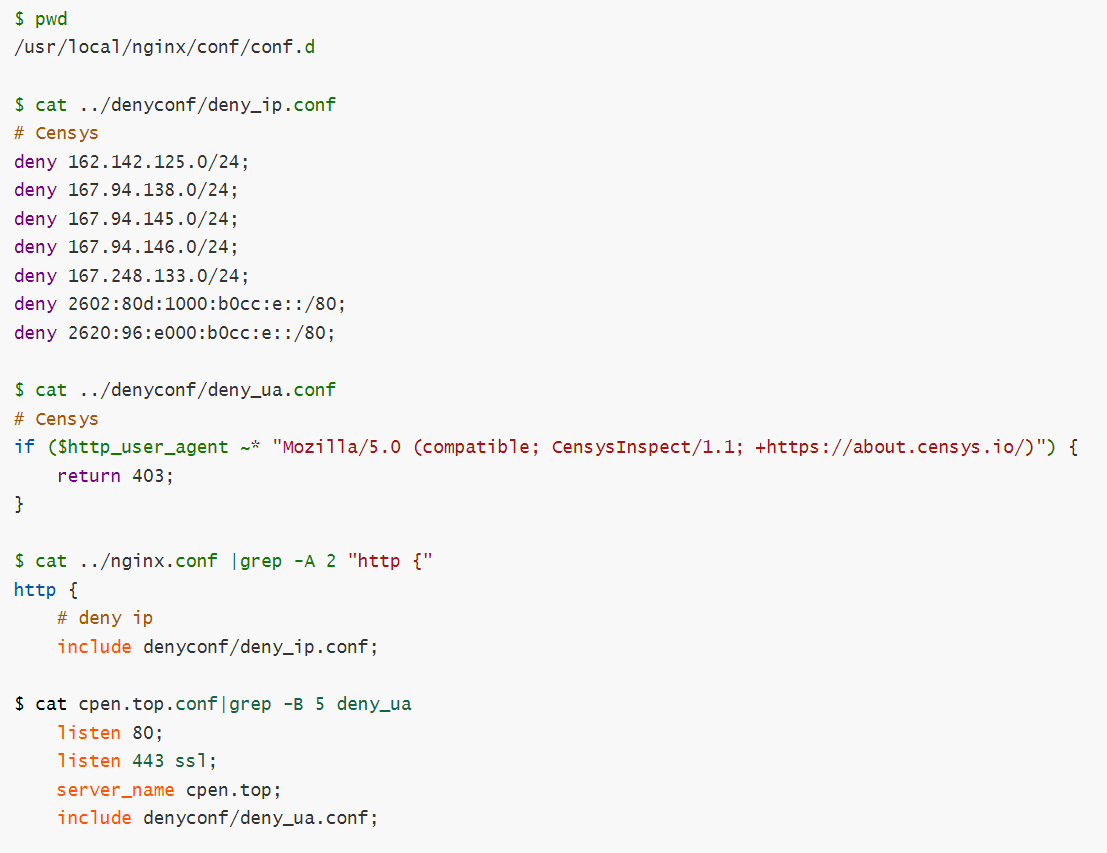 $ pwd
/usr/local/nginx/conf/conf.d
$ cat ../denyconf/deny_ip.conf
# Censys
deny 162.142.125.0/24;
deny 167.94.138.0/24;
deny 167.94.145.0/24;
deny 167.94.146.0/24;
deny 167.248.133.0/24;
deny 2602:80d:1000:b0cc:e::/80;
deny 2620:96:e000:b0cc:e::/80;
$ cat ../denyconf/deny_ua.conf
# Censys
if ($http_user_agent ~* "Mozilla/5.0 (compatible; CensysInspect/1.1; +https://about.censys.io/)") {
    return 403;
}
$ cat ../nginx.conf |grep -A 2 "http {"
http {
    # deny ip
    include denyconf/deny_ip.conf;
$ cat cpen.top.conf|grep -B 5 deny_ua
    listen 80;
    listen 443 ssl;
    server_name cpen.top;
    include denyconf/deny_ua.conf;